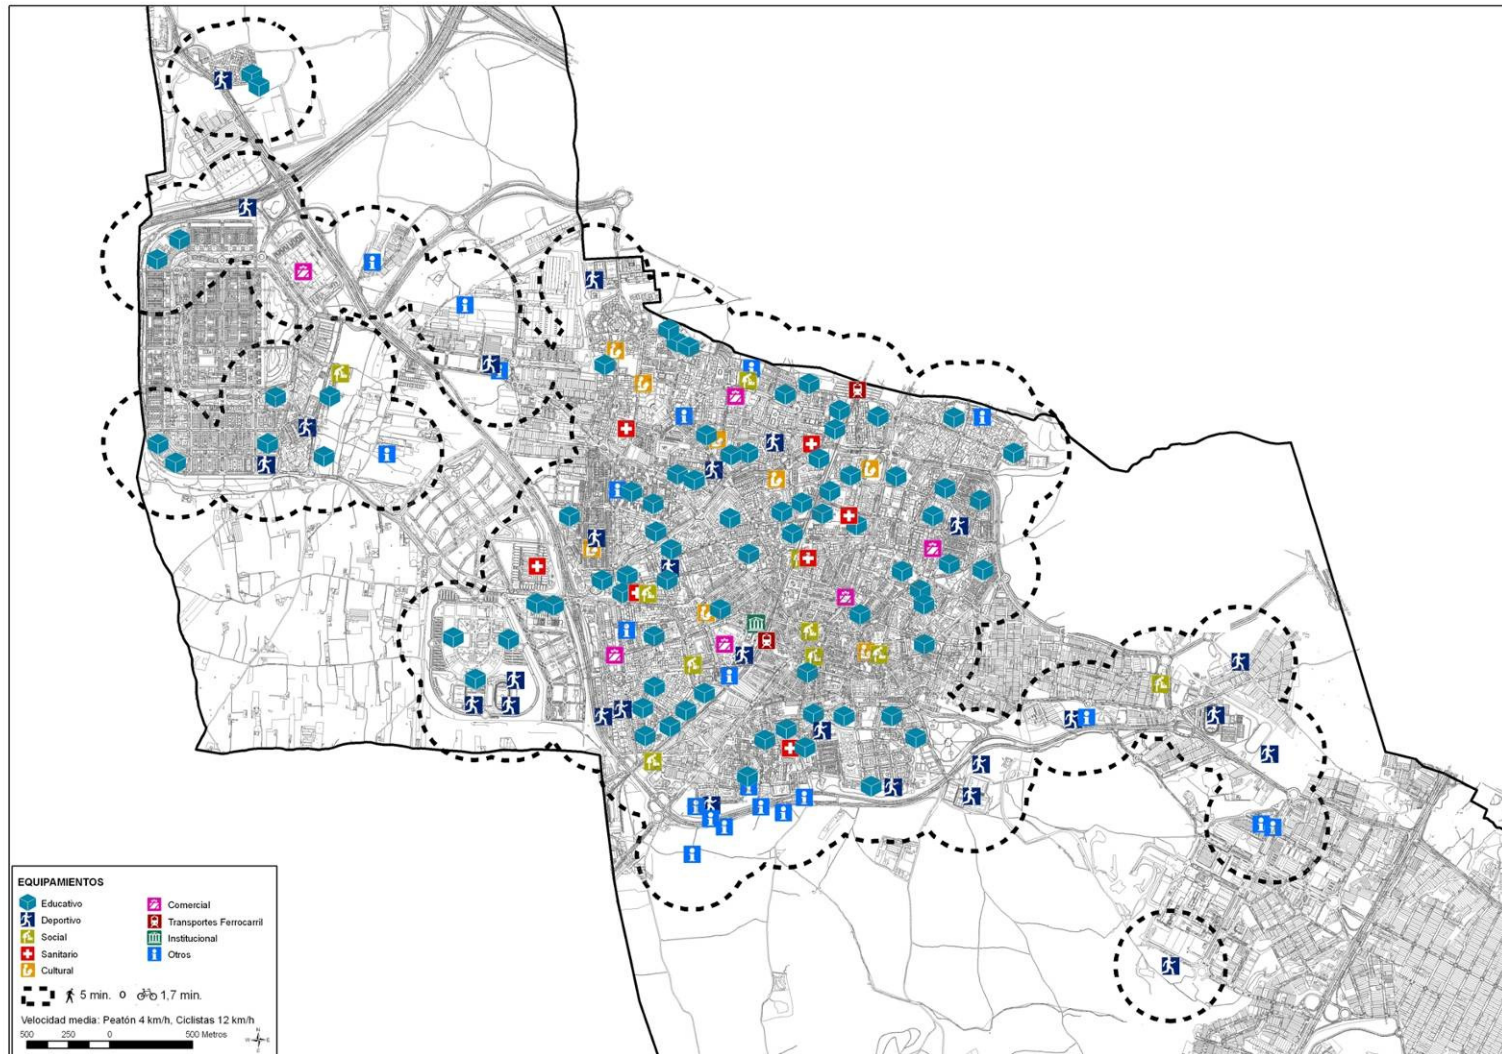 EQUIPAMIENTOS
Educativo
Deportivo
Social
Sanitario
Cultural
Comercial
Transportes Ferrocarril
Institucional
Otros
5 min. o 1,7 min.
Velocidad media: Peatón 4 km/h, Ciclistas 12 km/h
500 250 0 500 Metros